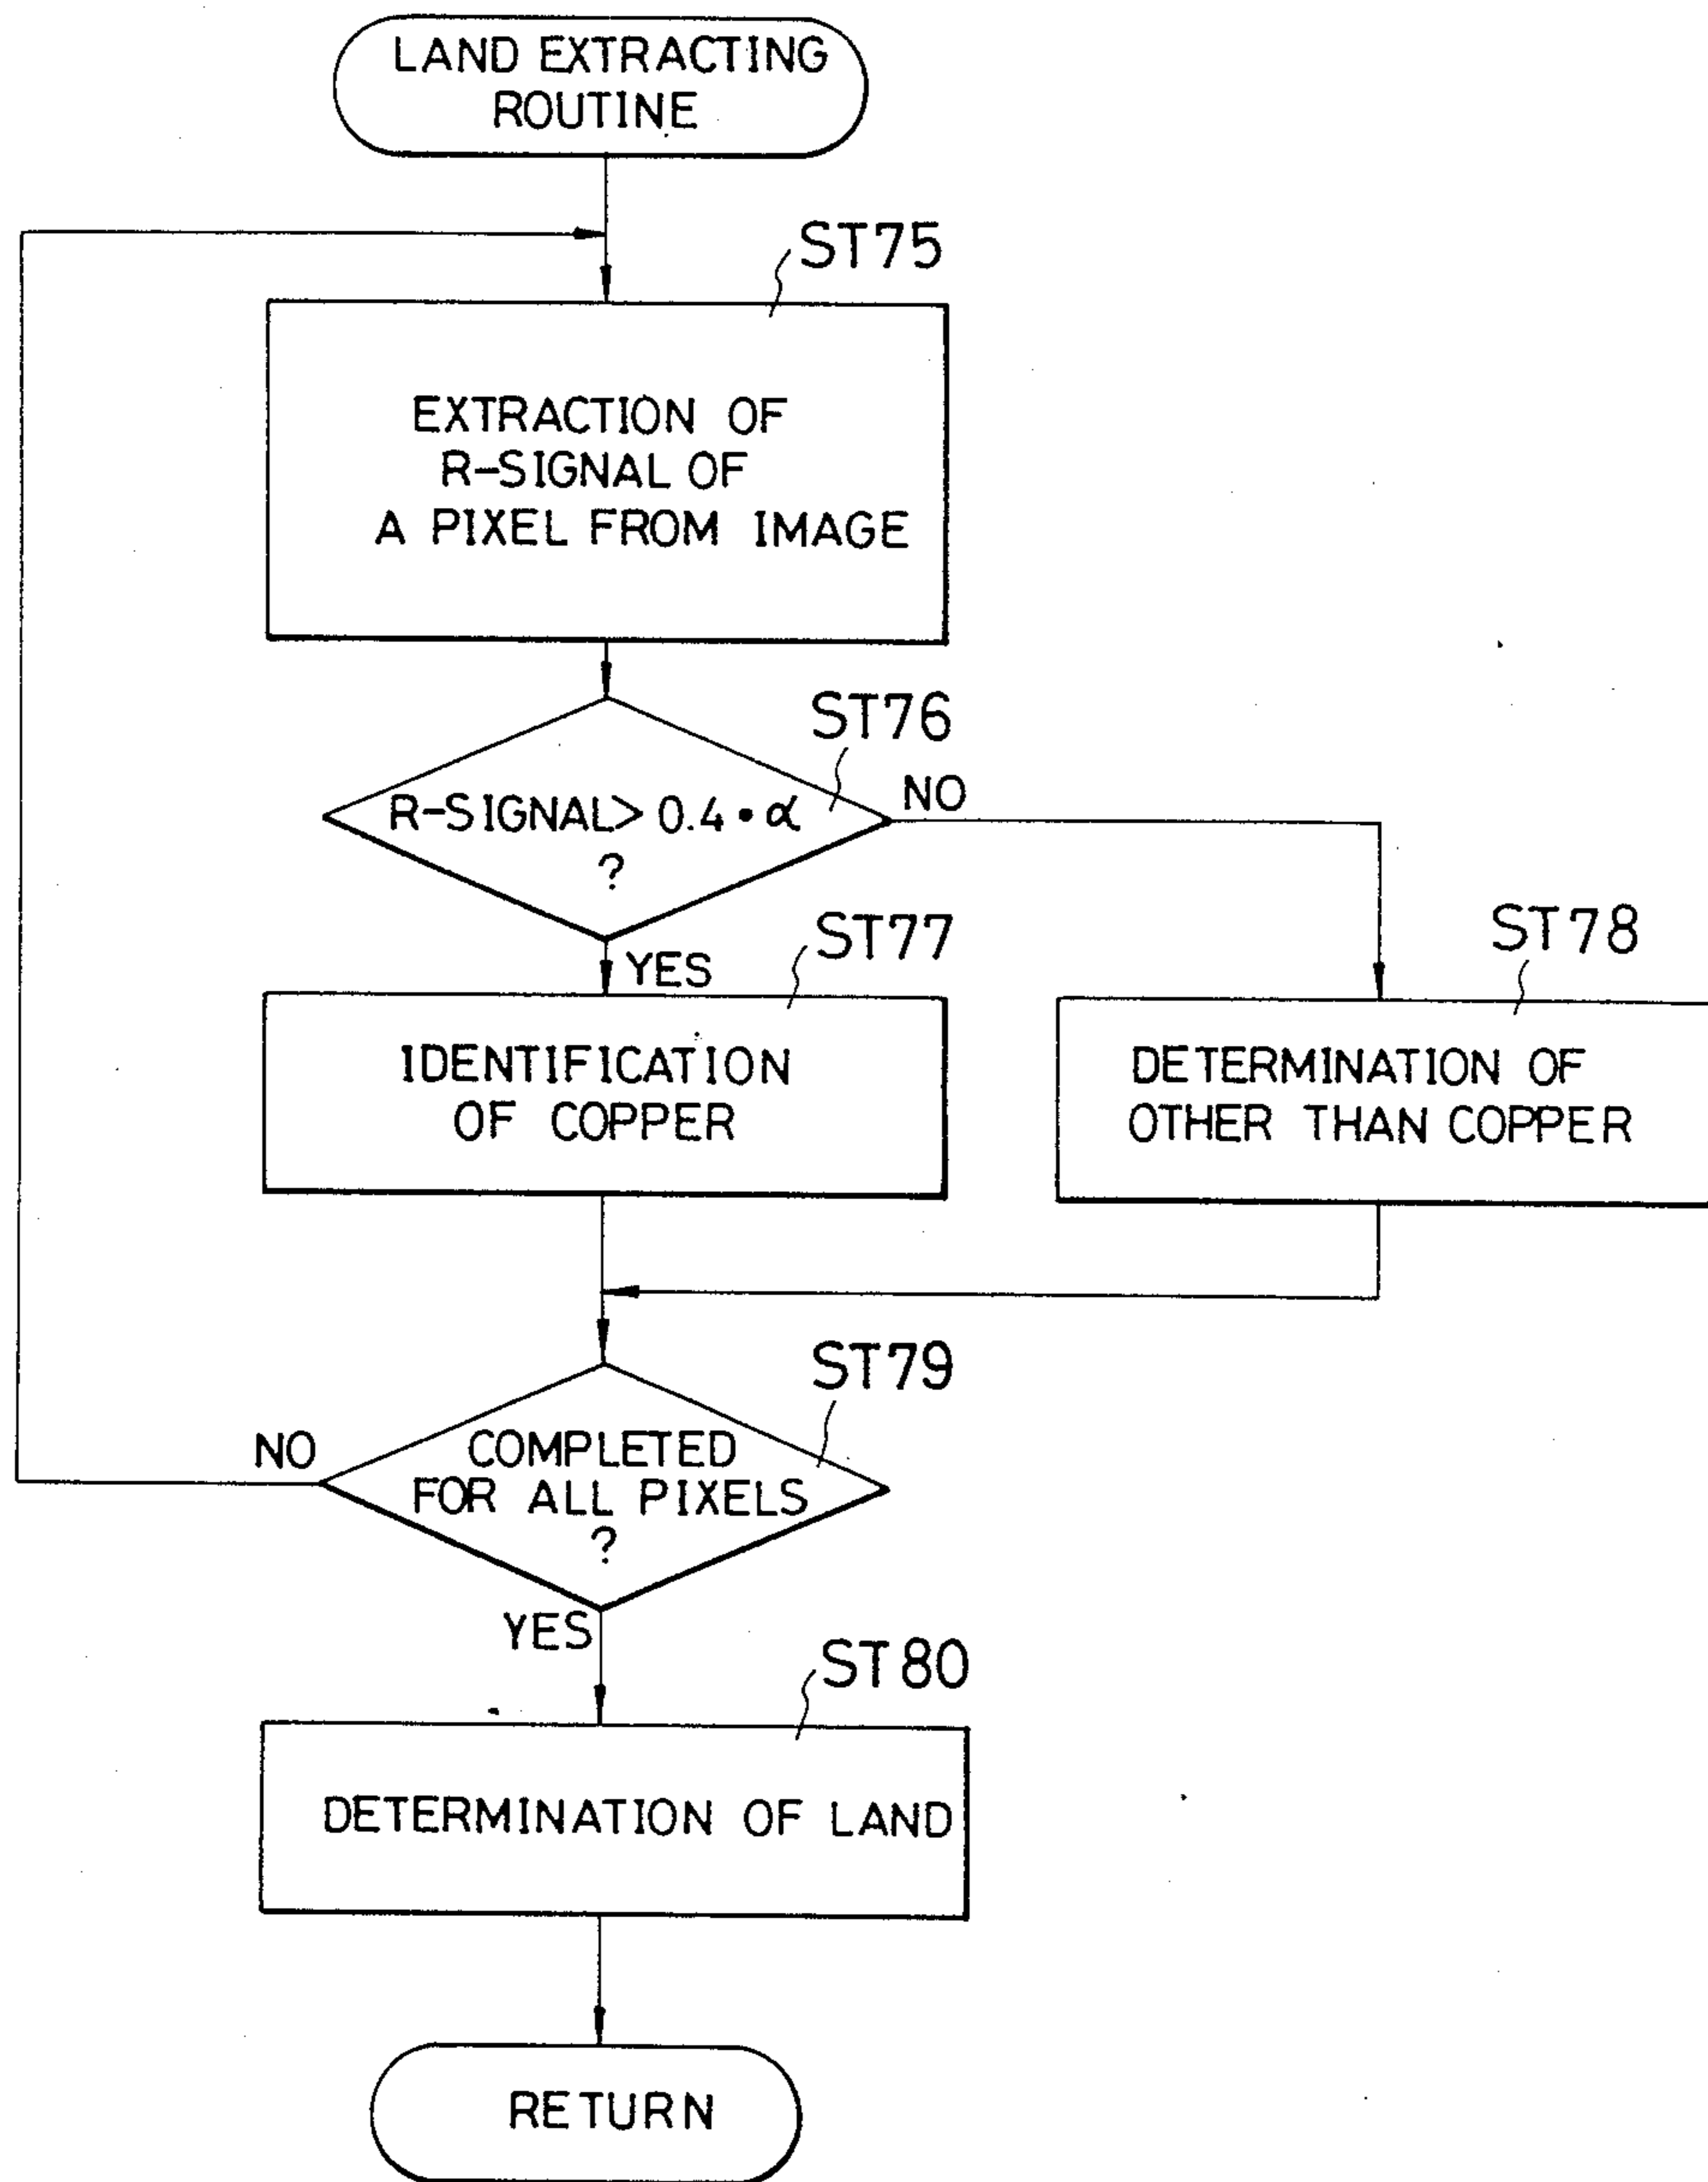 LAND EXTRACTING
ROUTINE
ST75
EXTRACTION OF
R-SIGNAL OF
A PIXEL FROM IMAGE
ST76
R-SIGNAL> 0.4•α
?
NO
YES
ST77
IDENTIFICATION
OF COPPER
ST78
DETERMINATION OF
OTHER THAN COPPER
ST79
COMPLETED
FOR ALL PIXELS
?
NO
YES
ST80
DETERMINATION OF LAND
RETURN